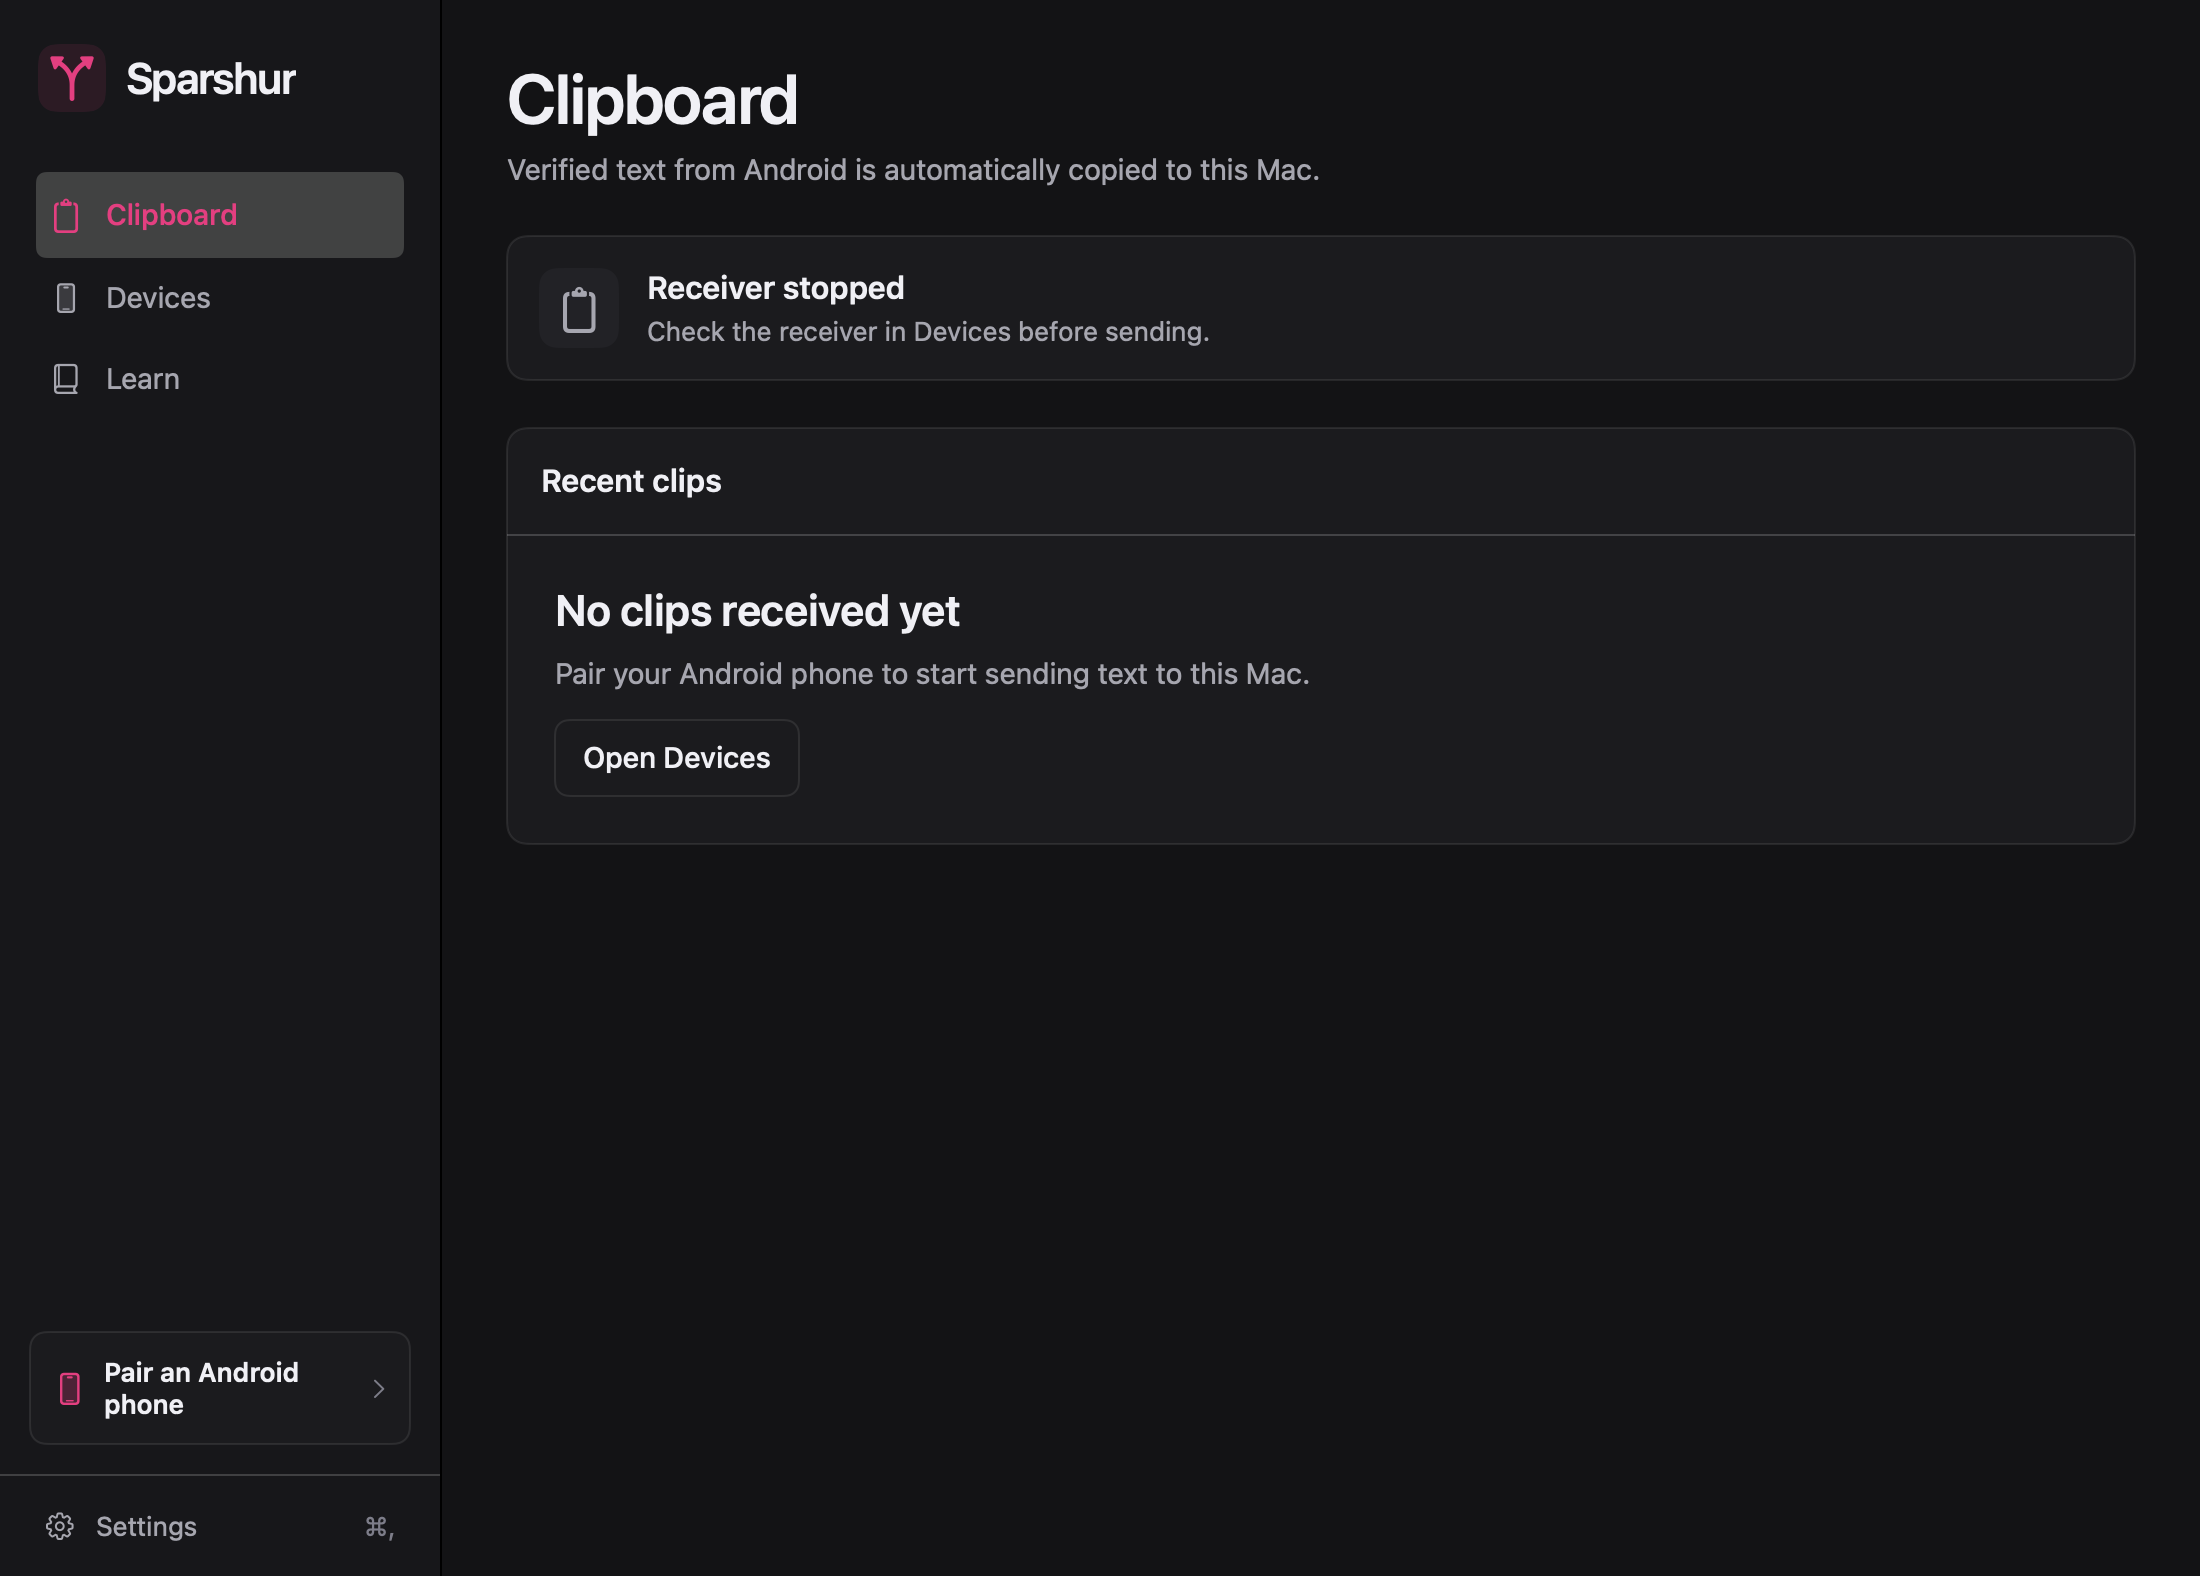 Sparshur
Clipboard
Devices
Learn
Pair an Android
phone
Settings
⌘,
Clipboard
Verified text from Android is automatically copied to this Mac.
Receiver stopped
Check the receiver in Devices before sending.
Recent clips
No clips received yet
Pair your Android phone to start sending text to this Mac.
Open Devices